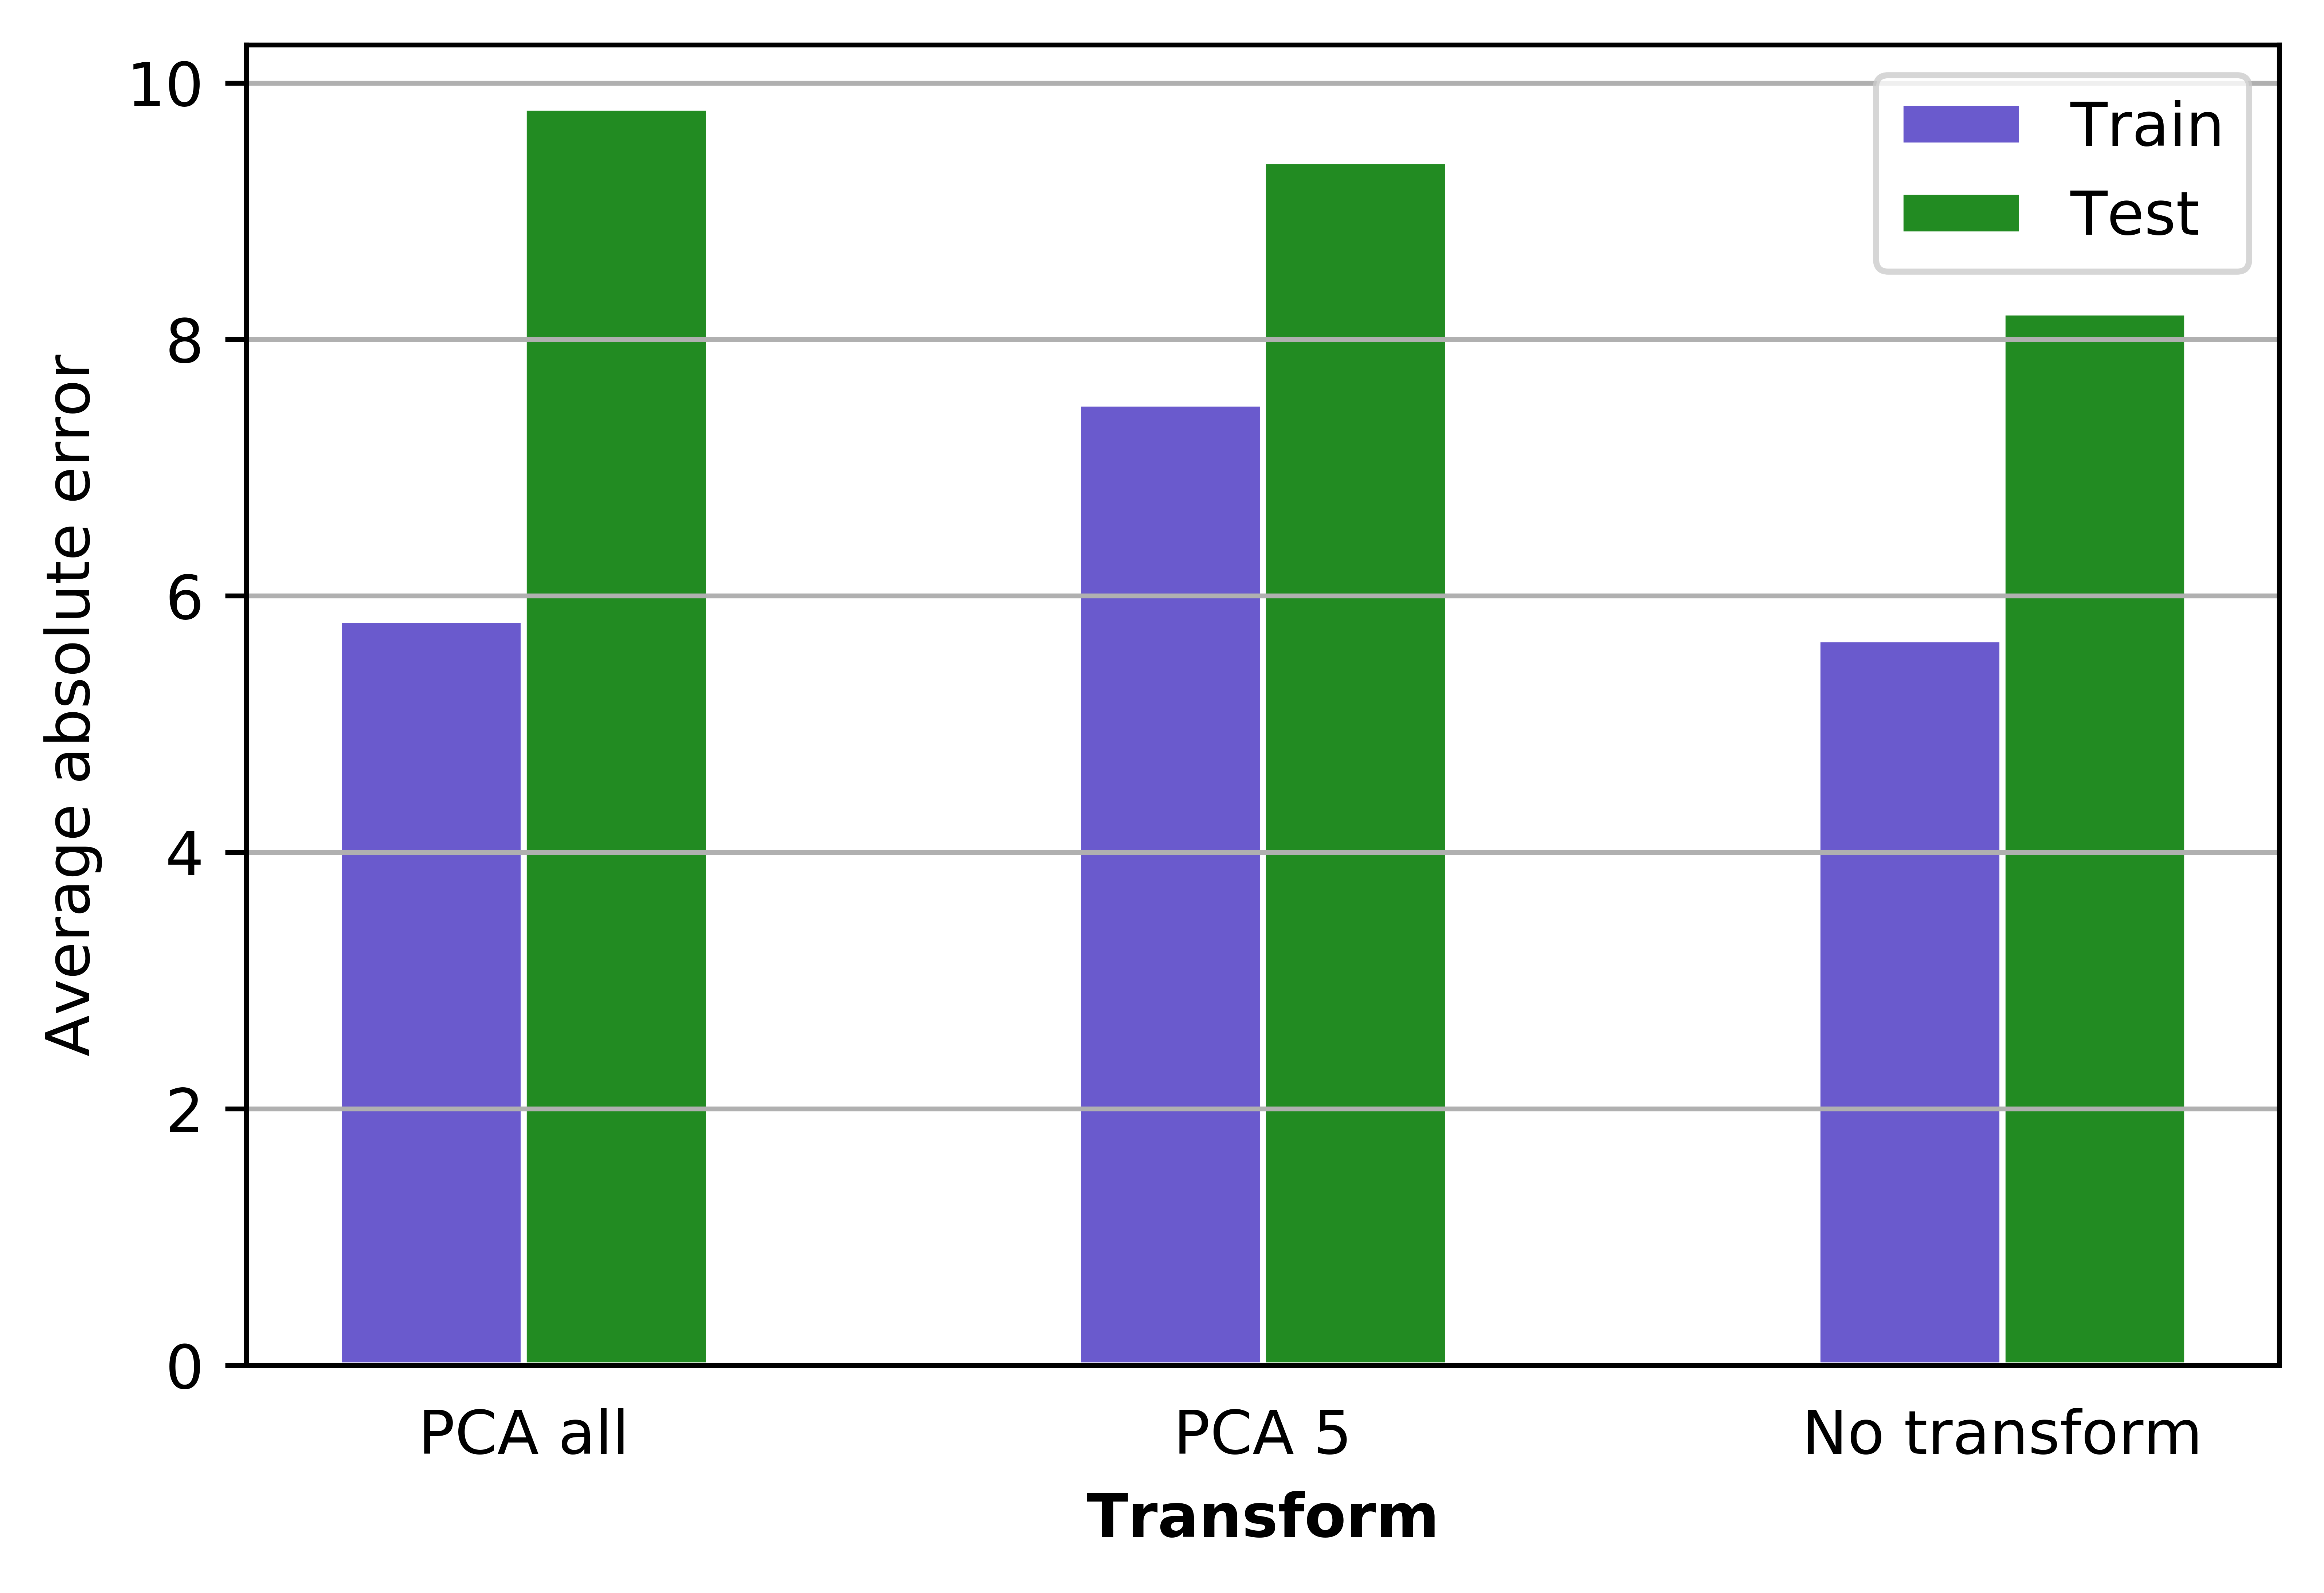 10
8
6
4
2
0
Average absolute error
Train
Test
PCA all
PCA 5
No transform
Transform